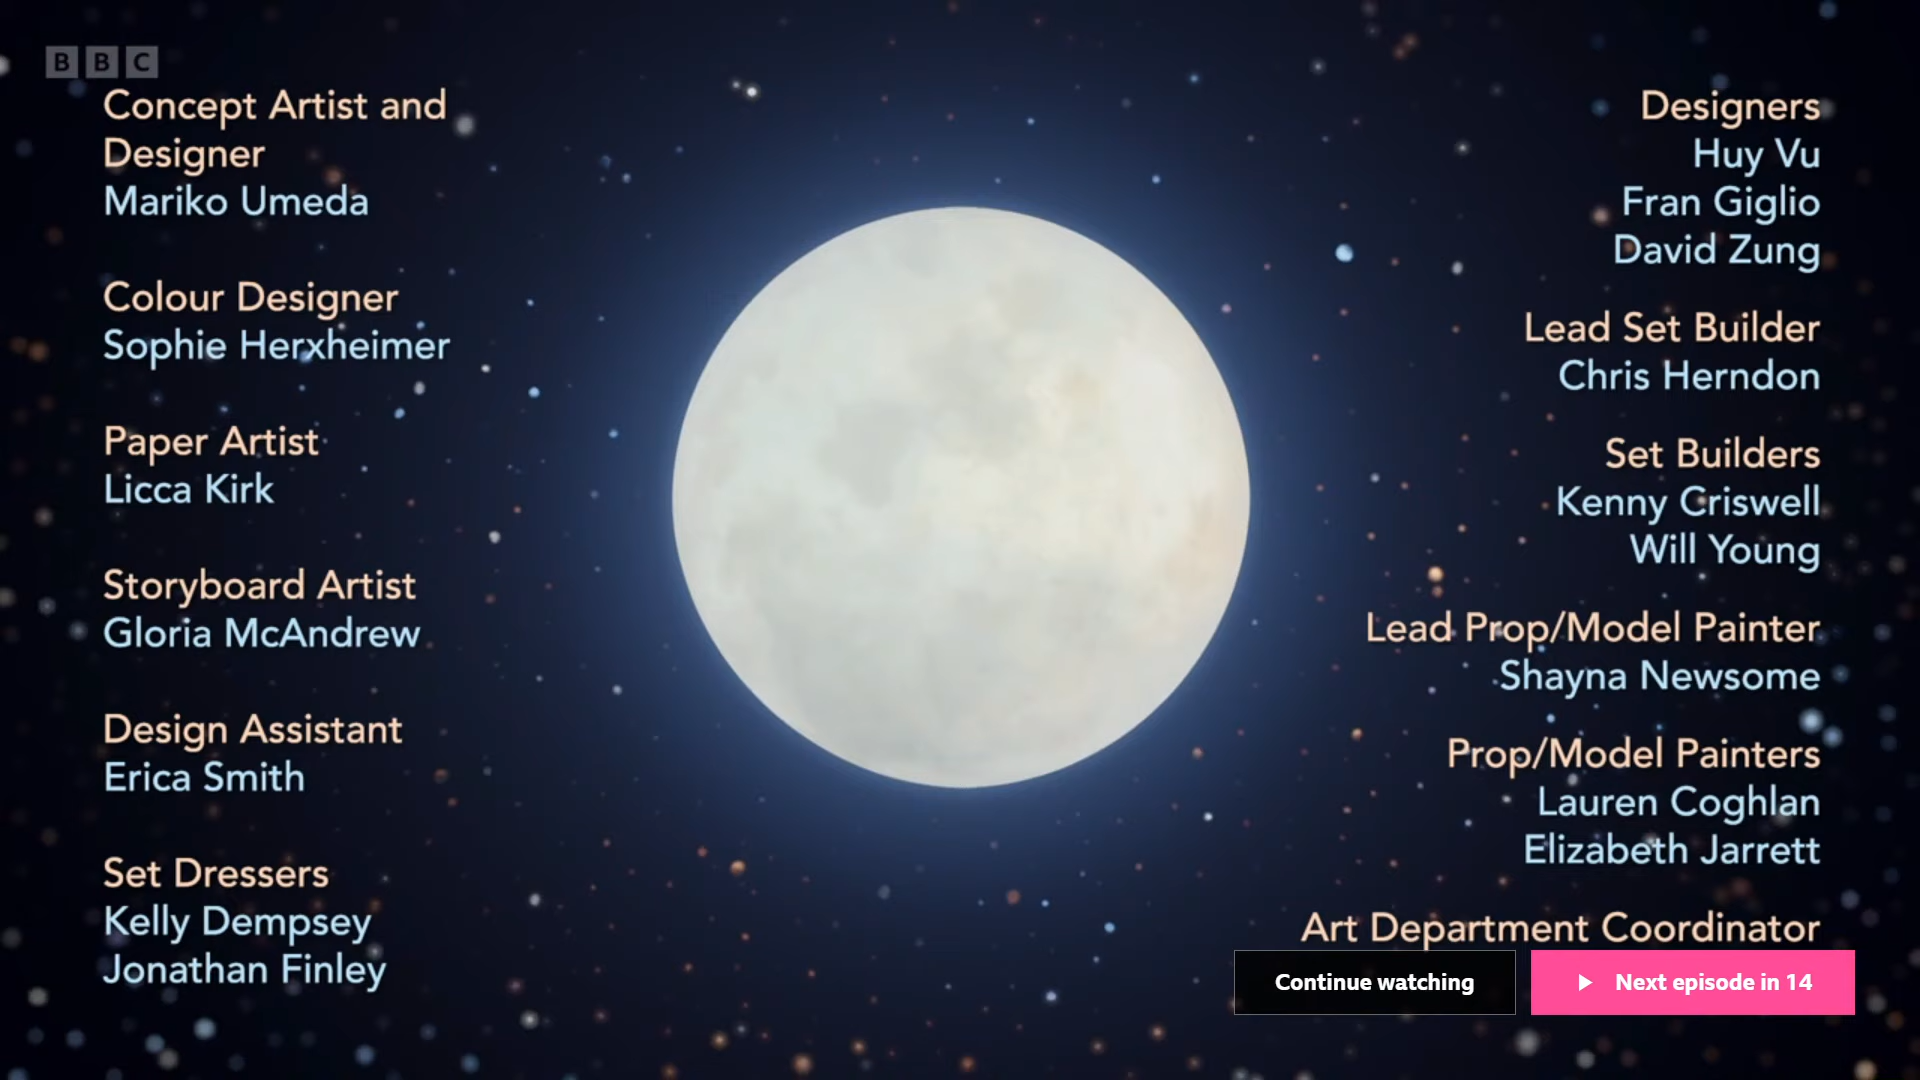 BBC
Concept Artist and
Designer
Mariko Umeda
Colour Designer
Sophie Herxheimer
Paper Artist
Licca Kirk
Storyboard Artist
Gloria McAndrew
Design Assistant
Erica Smith
Set Dressers
Kelly Dempsey
Jonathan Finley
Designers
Huy Vu
Fran Giglio
David Zung
Lead Set Builder
Chris Herndon
Set Builders
Kenny Criswell
Will Young
Lead Prop/Model Painter
Shayna Newsome
Prop/Model Painters
Lauren Coghlan
Elizabeth Jarrett
Art Department Coordinator
Continue watching
Next episode in 14